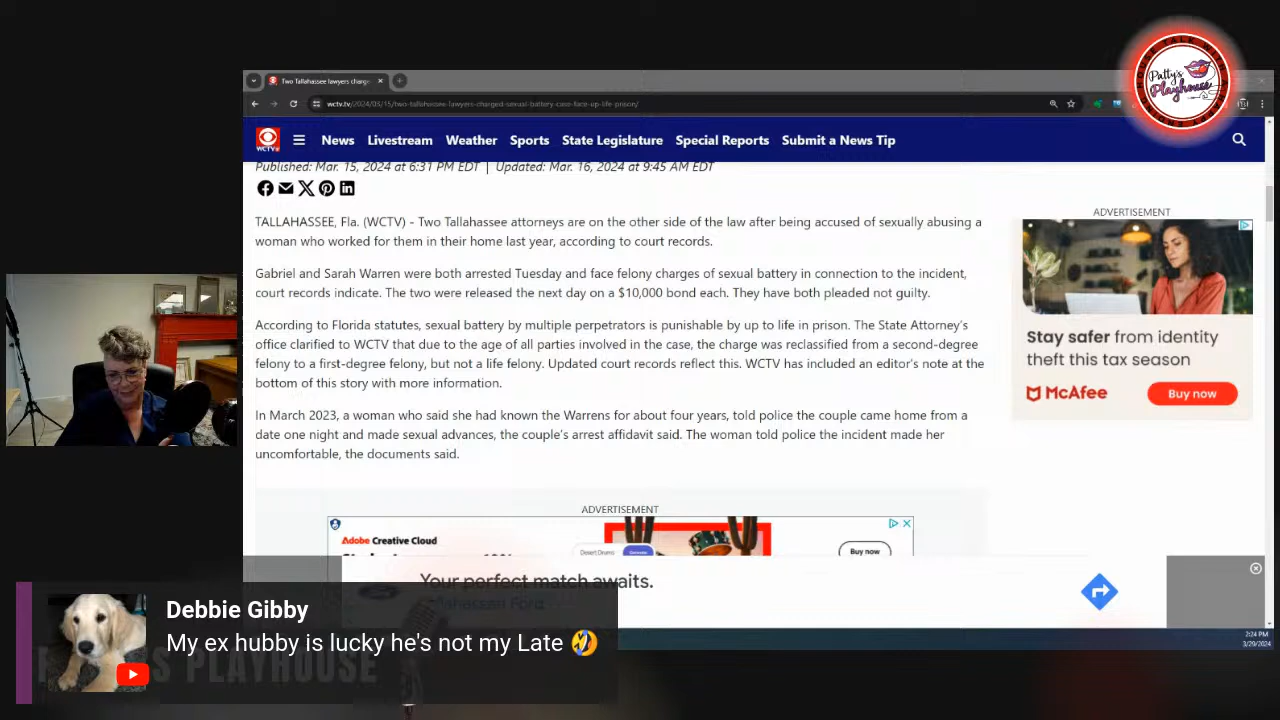 Patty's
Playhouse
Two Tallahassee lawyers charge
wctv.tv/2024/03/15/two-tallahassee-lawyers-charged-sexual-battery-case-face-up-life-prison/
WCTV
News Livestream Weather Sports State Legislature Special Reports Submit a News Tip
Published: Mar. 15, 2024 at 6:31 PM EDT | Updated: Mar. 16, 2024 at 9:45 AM EDT
TALLAHASSEE, Fla. (WCTV) - Two Tallahassee attorneys are on the other side of the law after being accused of sexually abusing a
woman who worked for them in their home last year, according to court records.
Gabriel and Sarah Warren were both arrested Tuesday and face felony charges of sexual battery in connection to the incident,
court records indicate. The two were released the next day on a $10,000 bond each. They have both pleaded not guilty.
According to Florida statutes, sexual battery by multiple perpetrators is punishable by up to life in prison. The State Attorney's
office clarified to WCTV that due to the age of all parties involved in the case, the charge was reclassified from a second-degree
felony to a first-degree felony, but not a life felony. Updated court records reflect this. WCTV has included an editor's note at the
bottom of this story with more information.
In March 2023, a woman who said she had known the Warrens for about four years, told police the couple came home from a
date one night and made sexual advances, the couple's arrest affidavit said. The woman told police the incident made her
uncomfortable, the documents said.
ADVERTISEMENT
Stay safer from identity
theft this tax season
McAfee
Buy now
ADVERTISEMENT
Adobe Creative Cloud
Desert Drums
Buy now
Your perfect match awaits.
Tallahassee Ford
Debbie Gibby
My ex hubby is lucky he's not my Late 🤣
PLAYHOUSE
2:24 PM
3/29/2024